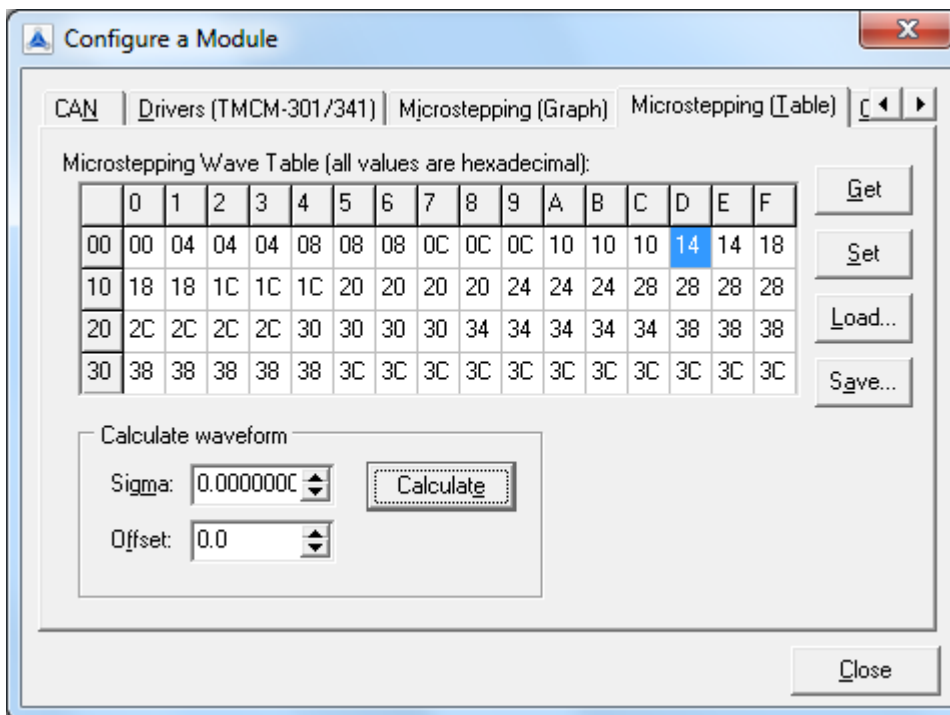 Configure a Module
CAN Drivers (TMCM-301/341) Microstepping (Graph) Microstepping (Table)
Microstepping Wave Table (all values are hexadecimal):
0 1 2 3 4 5 6 7 8 9 A B C D E F
00 00 04 04 04 08 08 08 0C 0C 0C 10 10 10 14 14 18
10 18 18 1C 1C 1C 20 20 20 20 24 24 24 28 28 28 28
20 2C 2C 2C 2C 30 30 30 30 34 34 34 34 34 38 38 38
30 38 38 38 38 38 3C 3C 3C 3C 3C 3C 3C 3C 3C 3C 3C
Get
Set
Load...
Save...
Calculate waveform
Sigma: 0.000000 Calculate
Offset: 0.0
Close